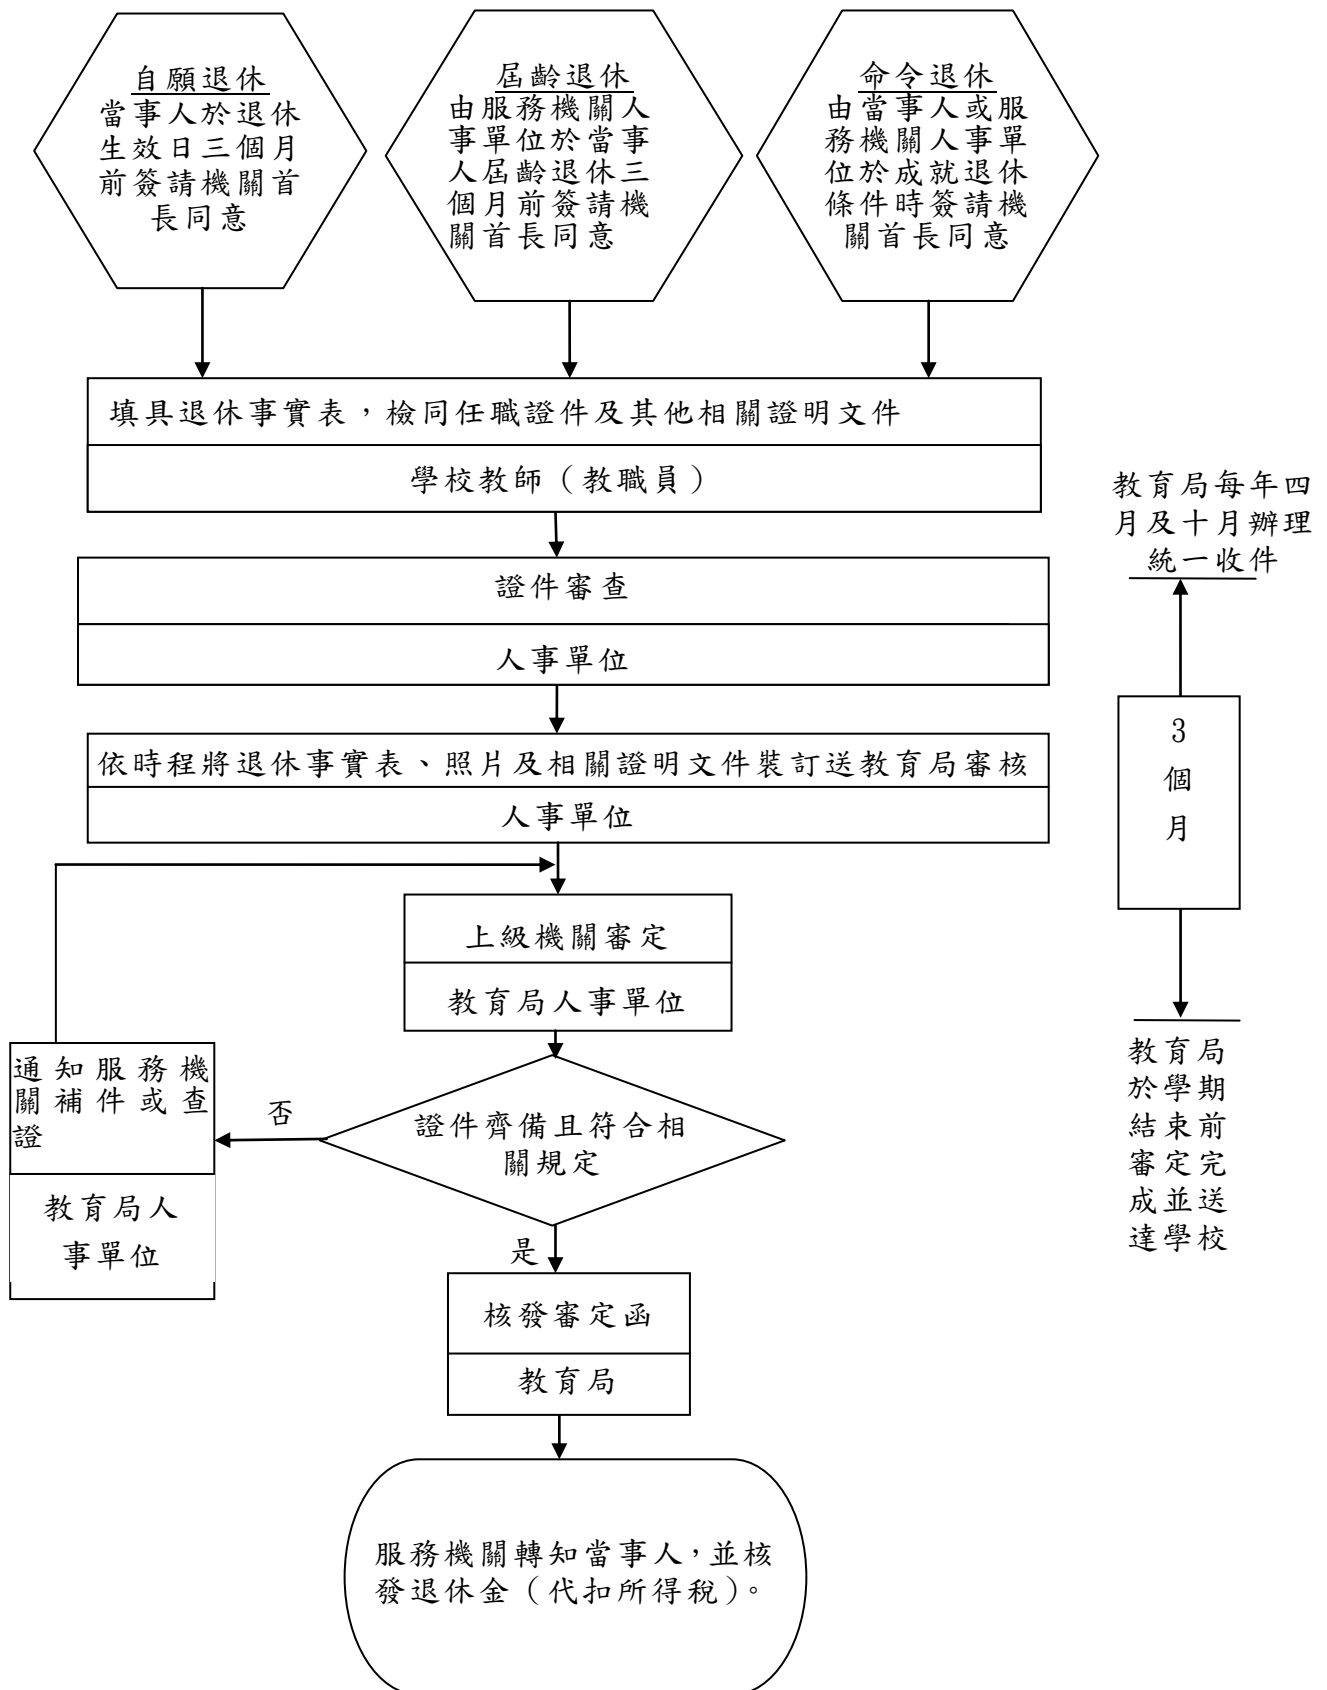 自願退休
當事人於退休
生效日三個月
前簽請機關首
長同意
屆齡退休
由服務機關人
事單位於當事
人屆齡退休三
個月前簽請機
關首長同意
命令退休
由當事人或服
務機關人事單
位於成就退休
條件時簽請機
關首長同意
填具退休事實表，檢同任職證件及其他相關證明文件
學校教師（教職員）
證件審查
人事單位
依時程將退休事實表、照片及相關證明文件裝訂送教育局審核
人事單位
上級機關審定
教育局人事單位
證件齊備且符合相
關規定
否
通知服務機
關補件或查
證
教育局人
事單位
是
核發審定函
教育局
服務機關轉知當事人，並核
發退休金（代扣所得稅）。
教育局每年四
月及十月辦理
統一收件
3
個
月
教育局
於學期
結束前
審定完
成並送
達學校